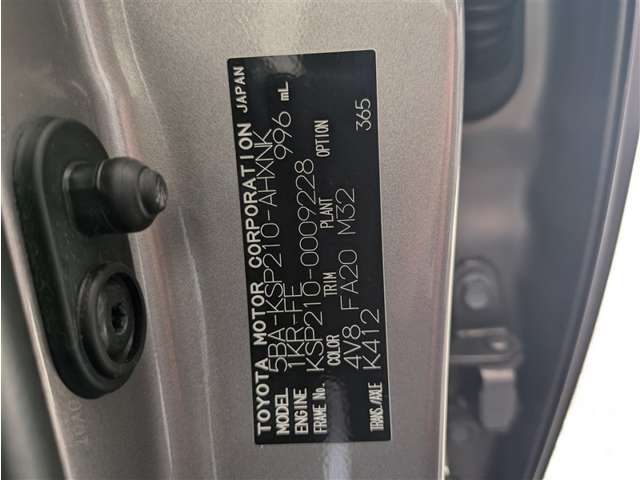 TOYOTA MOTOR CORPORATION JAPAN
MODEL 5BA-KSP210-AHXNK
ENGINE 1KR-FE 996 mL
FRAME No. KSP210-0009228
COLOR TRIM PLANT OPTION
4V8 FA20 M32 365
TRANS./AXLE K412